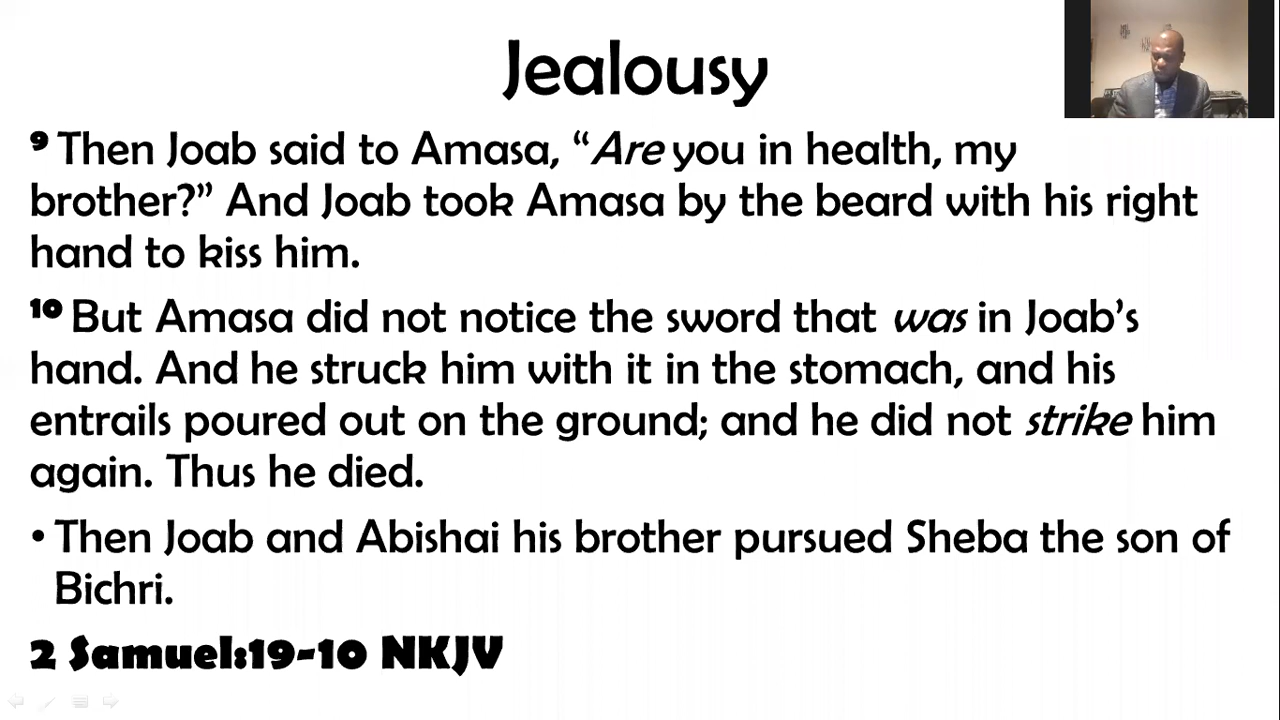 Jealousy
9 Then Joab said to Amasa, “Are you in health, my
brother?” And Joab took Amasa by the beard with his right
hand to kiss him.
10 But Amasa did not notice the sword that was in Joab’s
hand. And he struck him with it in the stomach, and his
entrails poured out on the ground; and he did not strike him
again. Thus he died.
• Then Joab and Abishai his brother pursued Sheba the son of
Bichri.
2 Samuel:19-10 NKJV